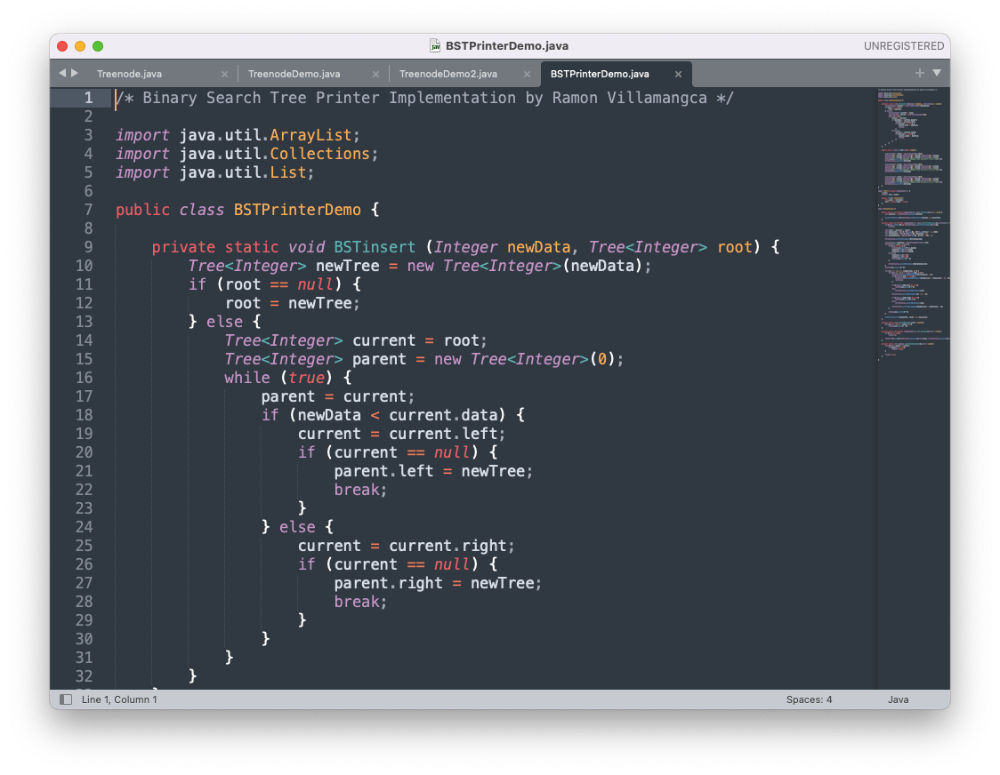 BSTPrinterDemo.java
UNREGISTERED
Treenode.java
TreenodeDemo.java
TreenodeDemo2.java
BSTPrinterDemo.java
1 /* Binary Search Tree Printer Implementation by Ramon Villamangca */
2
3 import java.util.ArrayList;
4 import java.util.Collections;
5 import java.util.List;
6
7 public class BSTPrinterDemo {
8
9     private static void BSTinsert (Integer newData, Tree<Integer> root) {
10         Tree<Integer> newTree = new Tree<Integer>(newData);
11         if (root == null) {
12             root = newTree;
13         } else {
14             Tree<Integer> current = root;
15             Tree<Integer> parent = new Tree<Integer>(0);
16             while (true) {
17                 parent = current;
18                 if (newData < current.data) {
19                     current = current.left;
20                     if (current == null) {
21                         parent.left = newTree;
22                         break;
23                     }
24                 } else {
25                     current = current.right;
26                     if (current == null) {
27                         parent.right = newTree;
28                         break;
29                     }
30                 }
31             }
32         }
Line 1, Column 1
Spaces: 4
Java